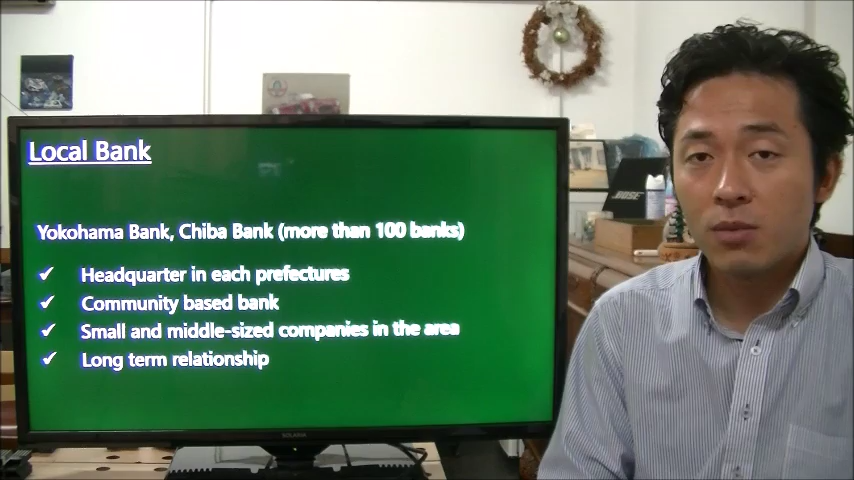 Local Bank
Yokohama Bank, Chiba Bank (more than 100 banks)
✓ Headquarter in each prefectures
✓ Community based bank
✓ Small and middle-sized companies in the area
✓ Long term relationship
BOSE